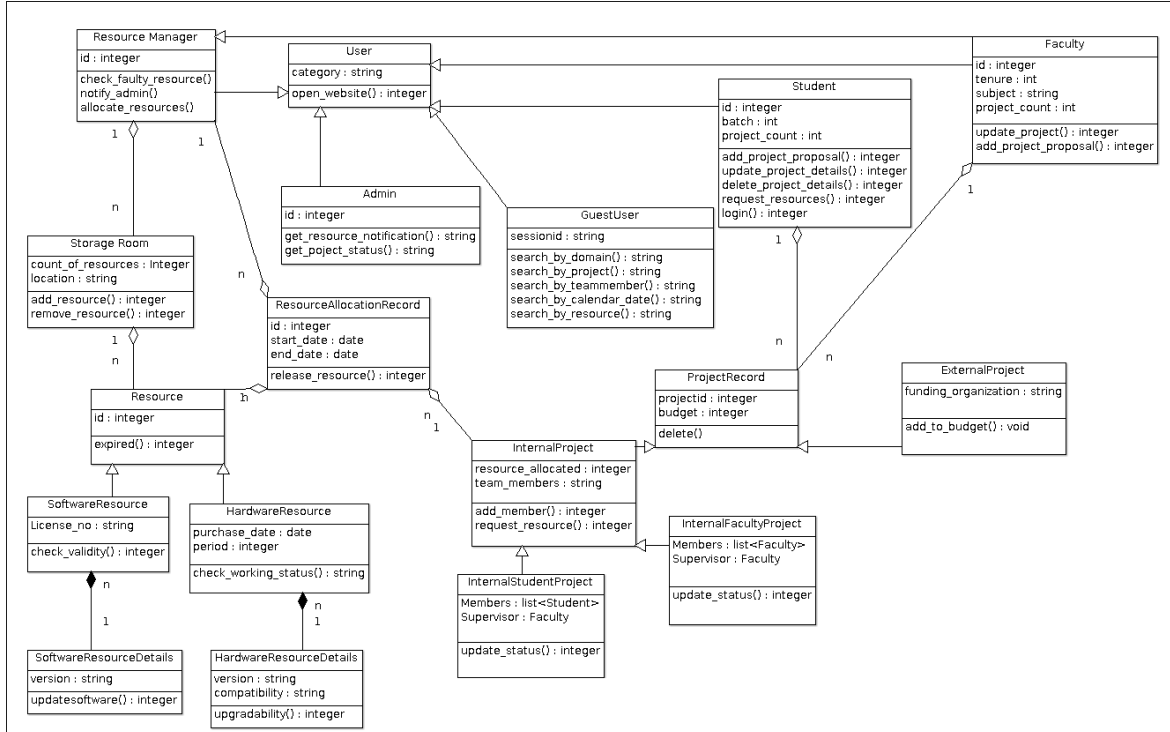 Resource Manager
id : integer
check_faulty_resource()
notify_admin()
allocate_resources()
User
category : string
open_website() : integer
Faculty
id : integer
tenure : int
subject : string
project_count : int
update_project() : integer
add_project_proposal() : integer
Student
id : integer
batch : int
project_count : int
add_project_proposal() : integer
update_project_details() : integer
delete_project_details() : integer
request_resources() : integer
login() : integer
1
1
1
1
n
n
n
n
Admin
id : integer
get_resource_notification() : string
get_poject_status() : string
GuestUser
sessionid : string
search_by_domain() : string
search_by_project() : string
search_by_teammember() : string
search_by_calendar_date() : string
search_by_resource() : string
Storage Room
count_of_resources : Integer
location : string
add_resource() : integer
remove_resource() : integer
1
n
ResourceAllocationRecord
id : integer
start_date : date
end_date : date
release_resource() : integer
1
n
n
1
Resource
id : integer
expired() : integer
ProjectRecord
projectid : integer
budget : integer
delete()
ExternalProject
funding_organization : string
add_to_budget() : void
InternalProject
resource_allocated : integer
team_members : string
add_member() : integer
request_resource() : integer
SoftwareResource
License_no : string
check_validity() : integer
n
1
HardwareResource
purchase_date : date
period : integer
check_working_status() : string
n
1
InternalFacultyProject
Members : list<Faculty>
Supervisor : Faculty
update_status() : integer
InternalStudentProject
Members : list<Student>
Supervisor : Faculty
update_status() : integer
SoftwareResourceDetails
version : string
updatesoftware() : integer
HardwareResourceDetails
version : string
compatibility : string
upgradability() : integer